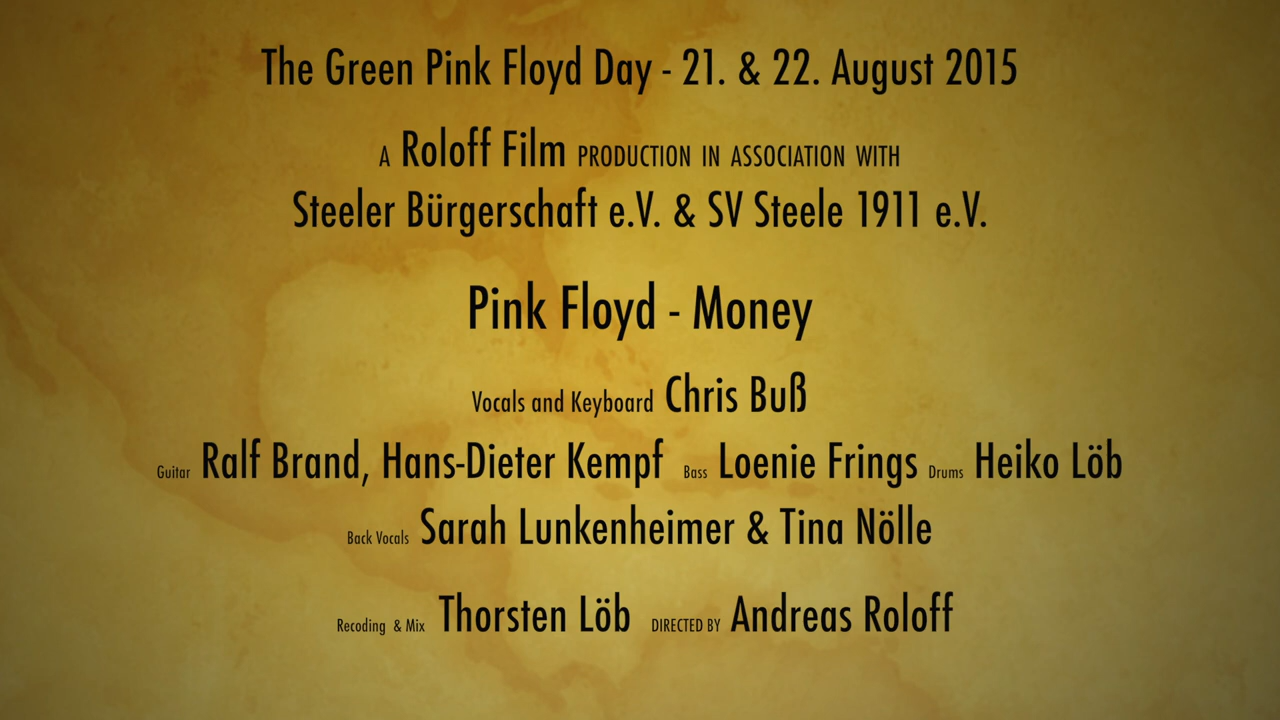 The Green Pink Floyd Day - 21. & 22. August 2015
A Roloff Film PRODUCTION IN ASSOCIATION WITH
Steeler Bürgerschaft e.V. & SV Steele 1911 e.V.
Pink Floyd - Money
Vocals and Keyboard Chris Buß
Guitar Ralf Brand, Hans-Dieter Kempf Bass Loenie Frings Drums Heiko Löb
Back Vocals Sarah Lunkenheimer & Tina Nölle
Recoding & Mix Thorsten Löb DIRECTED BY Andreas Roloff